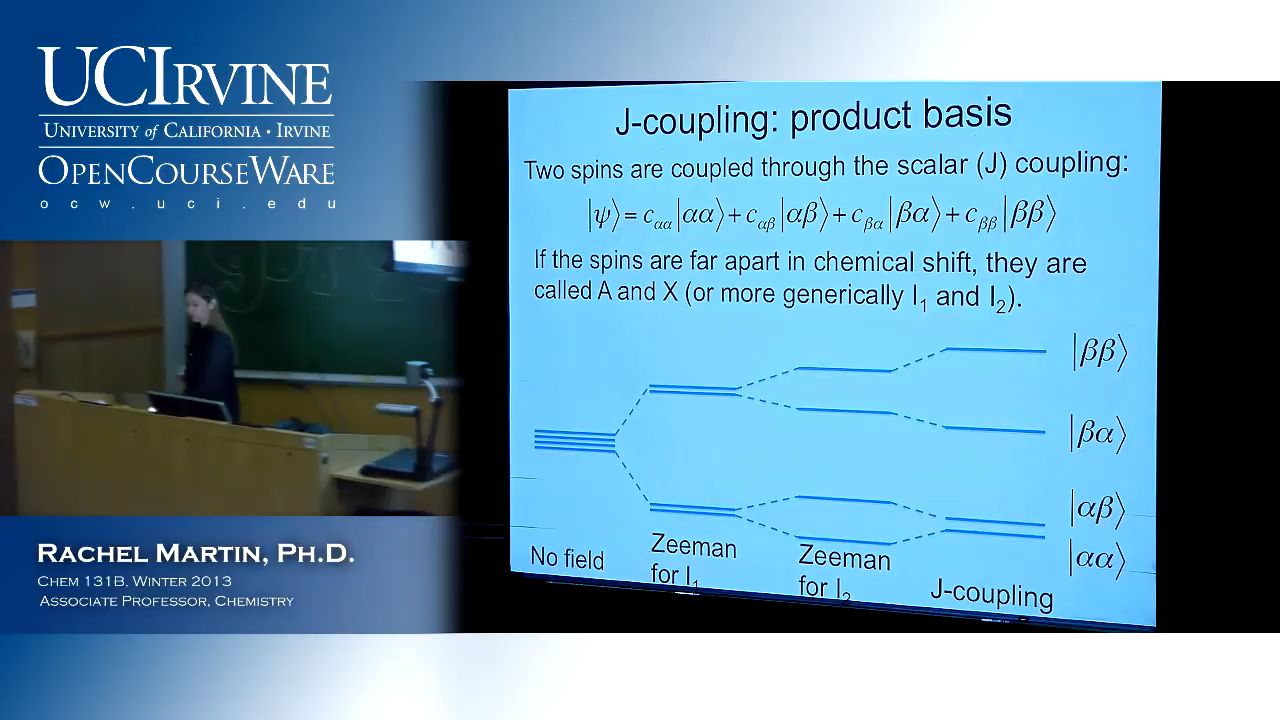 UCIRVINE
UNIVERSITY of CALIFORNIA · IRVINE
OPENCOURSEWARE
ocw.uci.edu
J-coupling: product basis
Two spins are coupled through the scalar (J) coupling:
|ψ⟩= c_αα|αα⟩+ c_αβ|αβ⟩+ c_βα|βα⟩+ c_ββ|ββ⟩
If the spins are far apart in chemical shift, they are
called A and X (or more generically I₁ and I₂).
|ββ⟩
|βα⟩
|αβ⟩
|αα⟩
No field
Zeeman
for I₁
Zeeman
for I₂
J-coupling
RACHEL MARTIN, PH.D.
CHEM 131B, WINTER 2013
ASSOCIATE PROFESSOR, CHEMISTRY